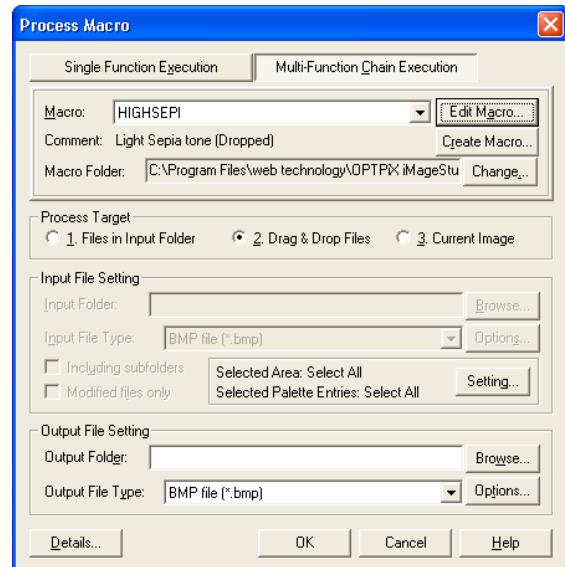 Process Macro
Single Function Execution Multi-Function Chain Execution
Macro: HIGHSEPI Edit Macro...
Comment: Light Sepia tone (Dropped) Create Macro...
Macro Folder: C:\Program Files\web technology\OPTPiX iMageStu Change...
Process Target
1. Files in Input Folder 2. Drag & Drop Files 3. Current Image
Input File Setting
Input Folder: Browse...
Input File Type: BMP file (*.bmp) Options...
Including subfolders
Modified files only
Selected Area: Select All
Selected Palette Entries: Select All
Setting...
Output File Setting
Output Folder: Browse...
Output File Type: BMP file (*.bmp) Options...
Details... OK Cancel Help